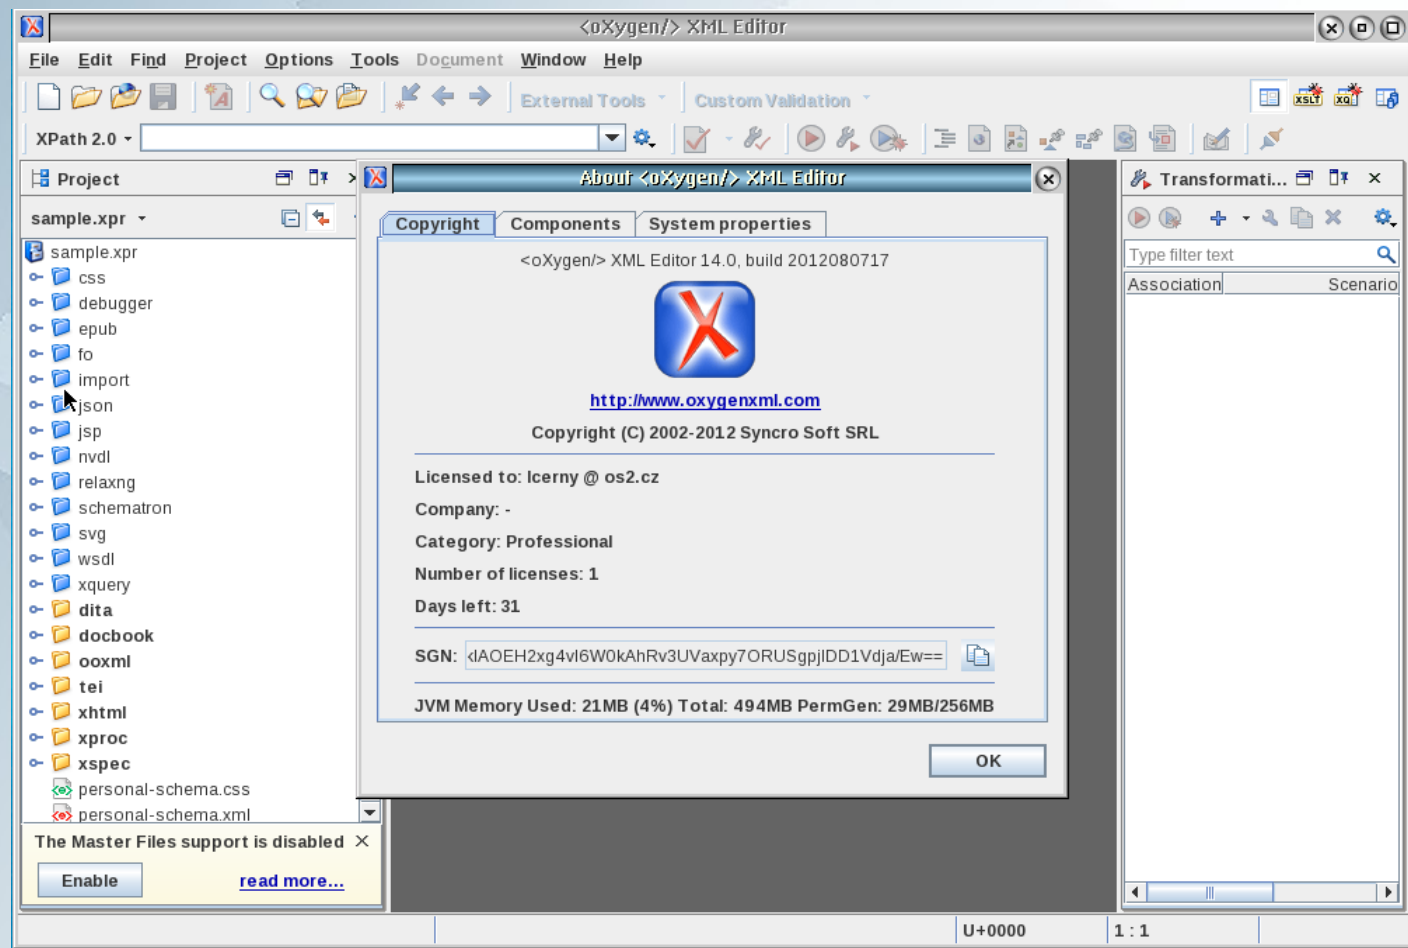 <oXygen/> XML Editor
File Edit Find Project Options Tools Document Window Help
External Tools Custom Validation
XSLT XQ
XPath 2.0
Project
sample.xpr
sample.xpr
css
debugger
epub
fo
import
json
jsp
nvdl
relaxng
schematron
svg
wsdl
xquery
dita
docbook
ooxml
tei
xhtml
xproc
xspec
personal-schema.css
personal-schema.xml
The Master Files support is disabled
Enable read more...
About <oXygen/> XML Editor
Copyright Components System properties
<oXygen/> XML Editor 14.0, build 2012080717
http://www.oxygenxml.com
Copyright (C) 2002-2012 Syncro Soft SRL
Licensed to: lcerny @ os2.cz
Company: -
Category: Professional
Number of licenses: 1
Days left: 31
SGN: IAOEH2xg4vI6W0kAhRv3UVaxpy7ORUSgpjIDD1Vdja/Ew==
JVM Memory Used: 21MB (4%) Total: 494MB PermGen: 29MB/256MB
OK
Transformati...
Type filter text
Association Scenario
U+0000 1 : 1